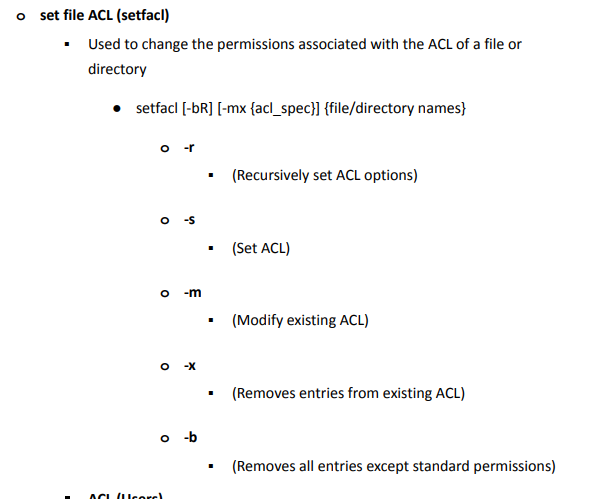 o set file ACL (setfacl)
▪ Used to change the permissions associated with the ACL of a file or
directory
● setfacl [-bR] [-mx {acl_spec}] {file/directory names}
o -r
▪ (Recursively set ACL options)
o -s
▪ (Set ACL)
o -m
▪ (Modify existing ACL)
o -x
▪ (Removes entries from existing ACL)
o -b
▪ (Removes all entries except standard permissions)
▪ ACL (Users)